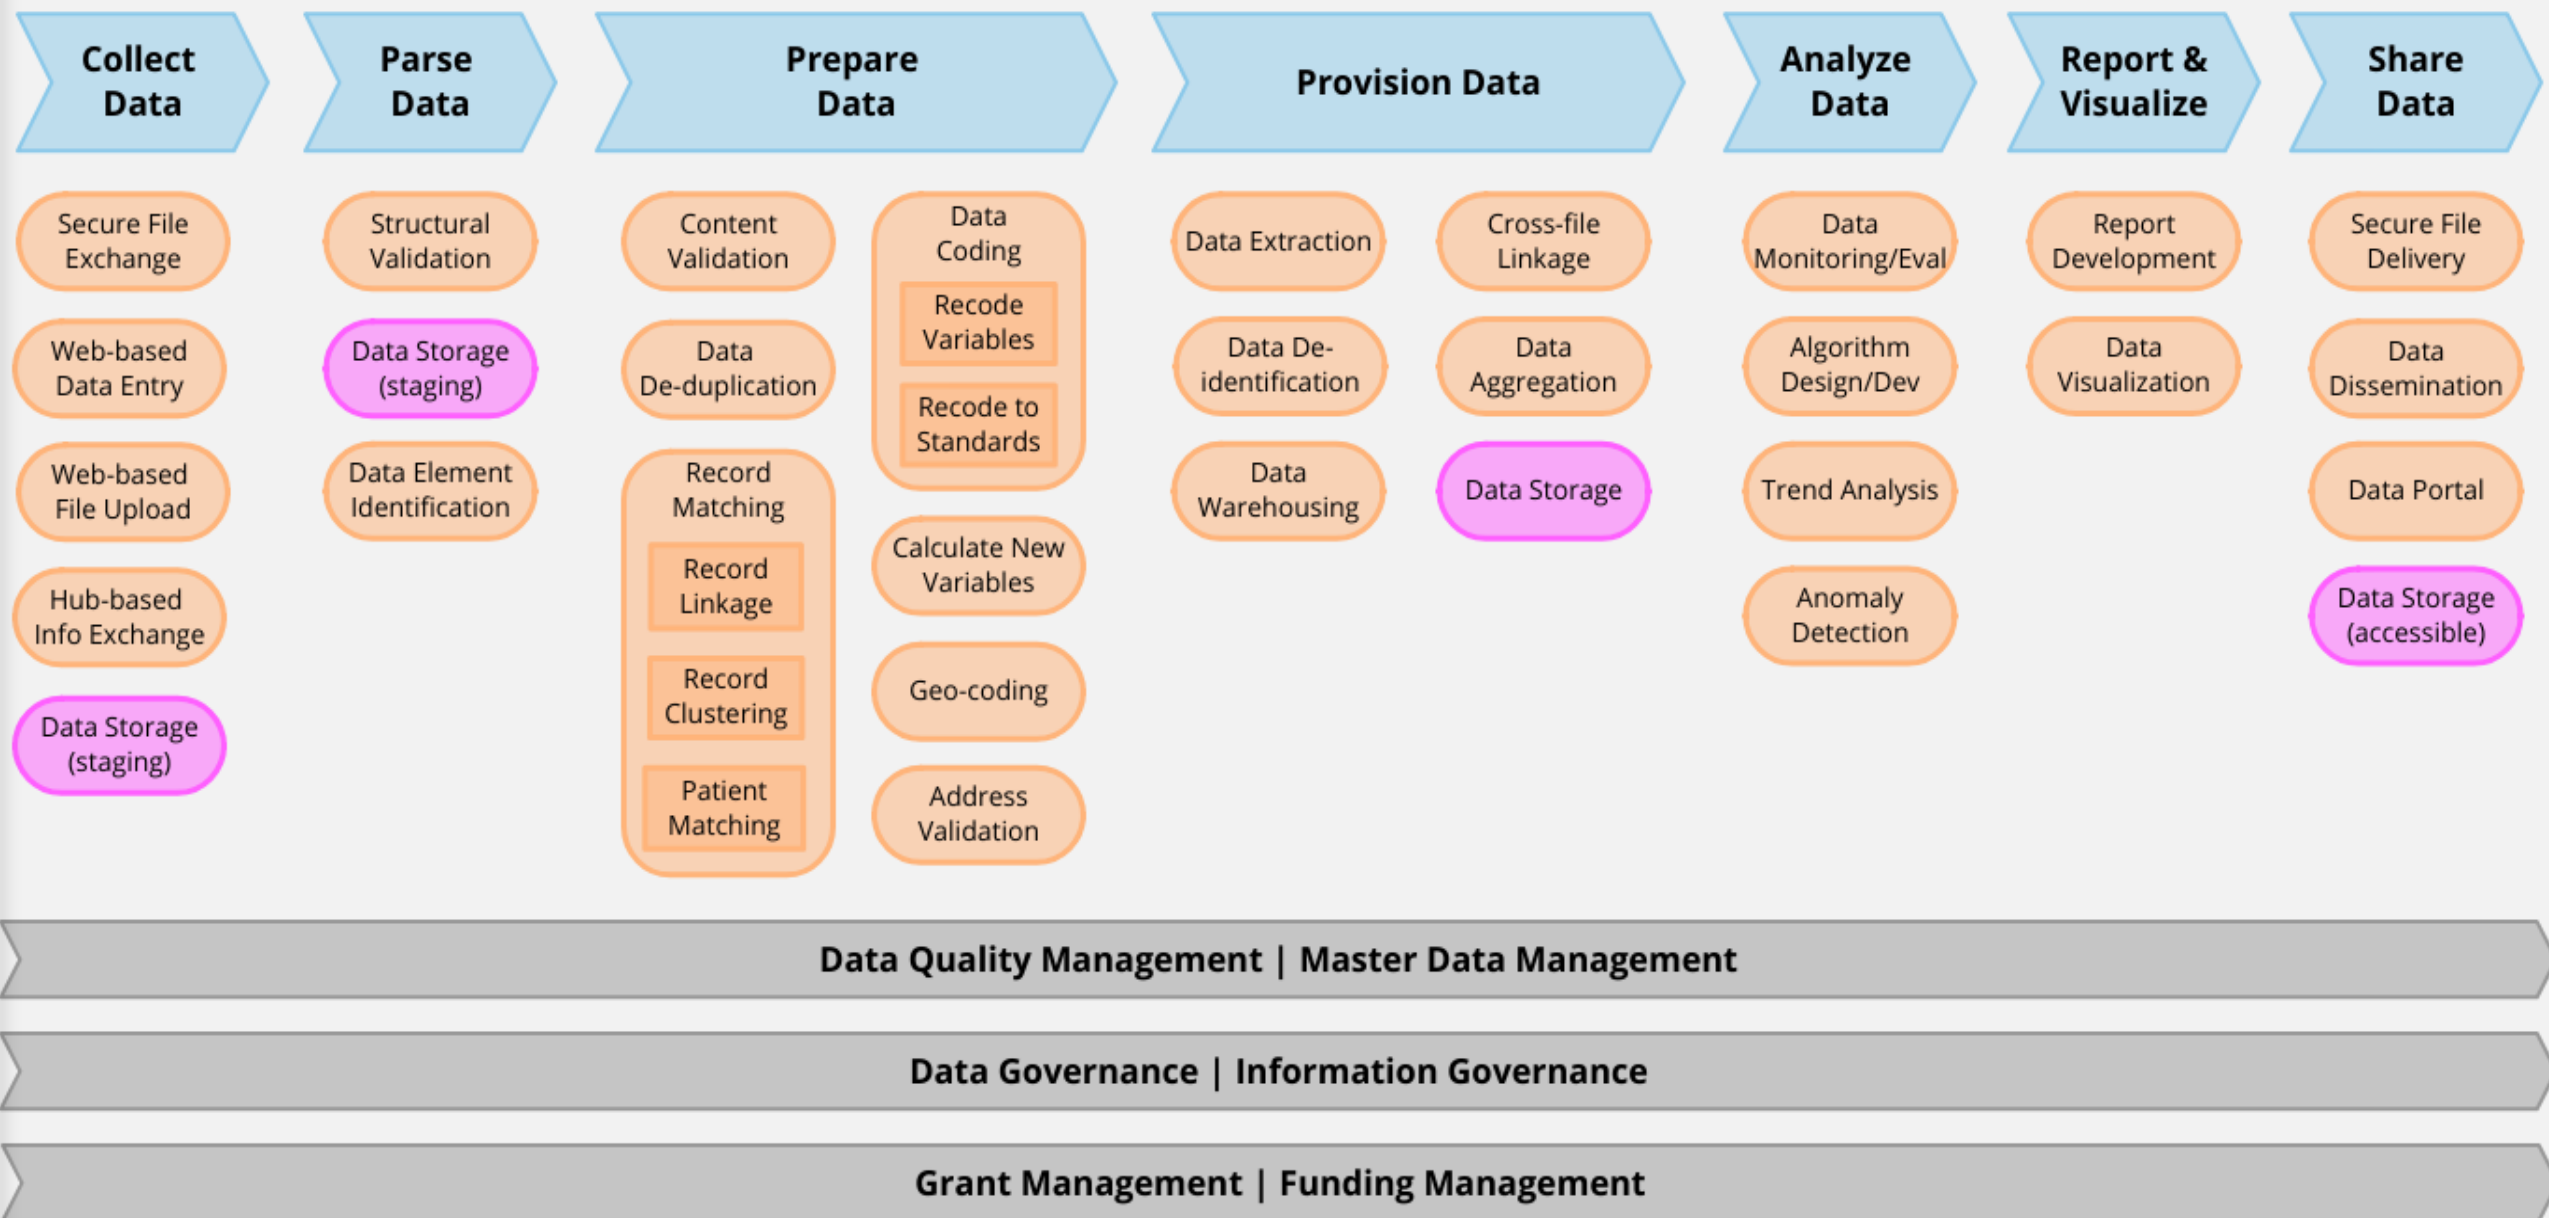 Collect
Data
Parse
Data
Prepare
Data
Provision Data
Analyze
Data
Report &
Visualize
Share
Data
Secure File
Exchange
Web-based
Data Entry
Web-based
File Upload
Hub-based
Info Exchange
Data Storage
(staging)
Structural
Validation
Data Storage
(staging)
Data Element
Identification
Content
Validation
Data
De-duplication
Record
Matching
Record
Linkage
Record
Clustering
Patient
Matching
Data
Coding
Recode
Variables
Recode to
Standards
Calculate New
Variables
Geo-coding
Address
Validation
Data Extraction
Data De-
identification
Data
Warehousing
Cross-file
Linkage
Data
Aggregation
Data Storage
Data
Monitoring/Eval
Algorithm
Design/Dev
Trend Analysis
Anomaly
Detection
Report
Development
Data
Visualization
Secure File
Delivery
Data
Dissemination
Data Portal
Data Storage
(accessible)
Data Quality Management | Master Data Management
Data Governance | Information Governance
Grant Management | Funding Management